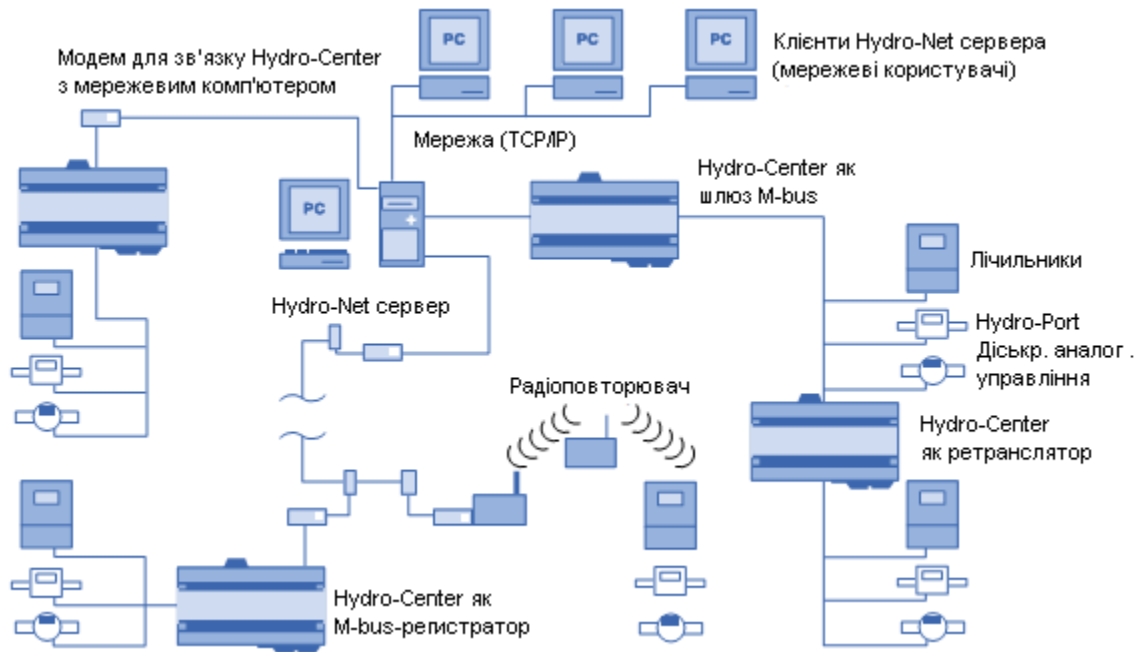 PC
PC
PC
Клієнти Hydro-Net сервера
(мережеві користувачі)
Модем для зв'язку Hydro-Center
з мережевим комп'ютером
Мережа (TCP/IP)
Hydro-Center як
шлюз M-bus
PC
Лічильники
Hydro-Net сервер
Hydro-Port
Діськр. аналог .
управління
Радіоповторювач
Hydro-Center
як ретранслятор
Hydro-Center як
M-bus-регистратор